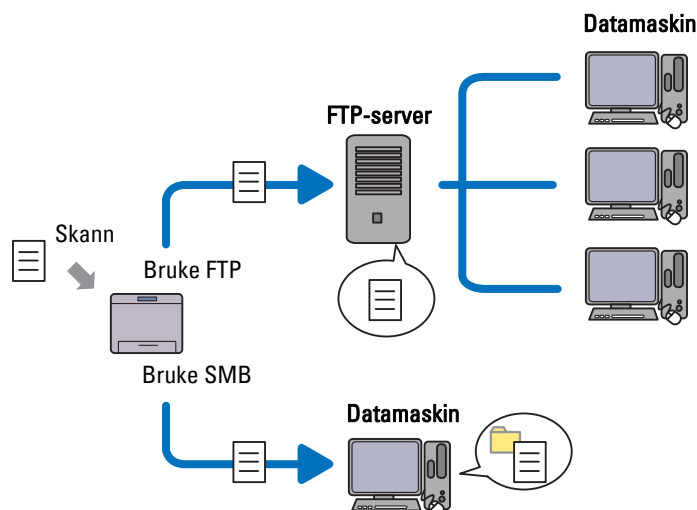 Datamaskin
FTP-server
Skann
Bruke FTP
Bruke SMB
Datamaskin